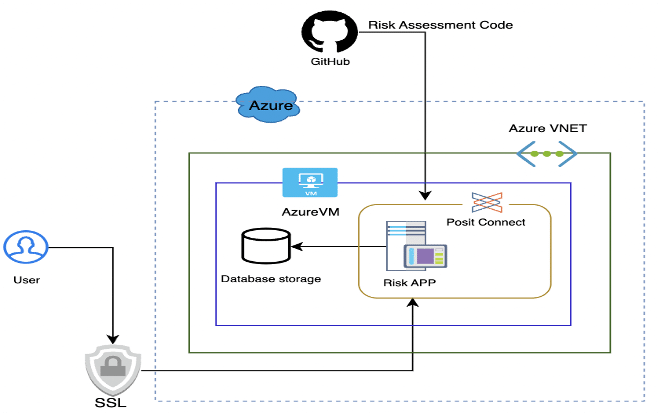 Risk Assessment Code
GitHub
Azure
Azure VNET
VM
AzureVM
Posit Connect
Database storage
Risk APP
User
SSL